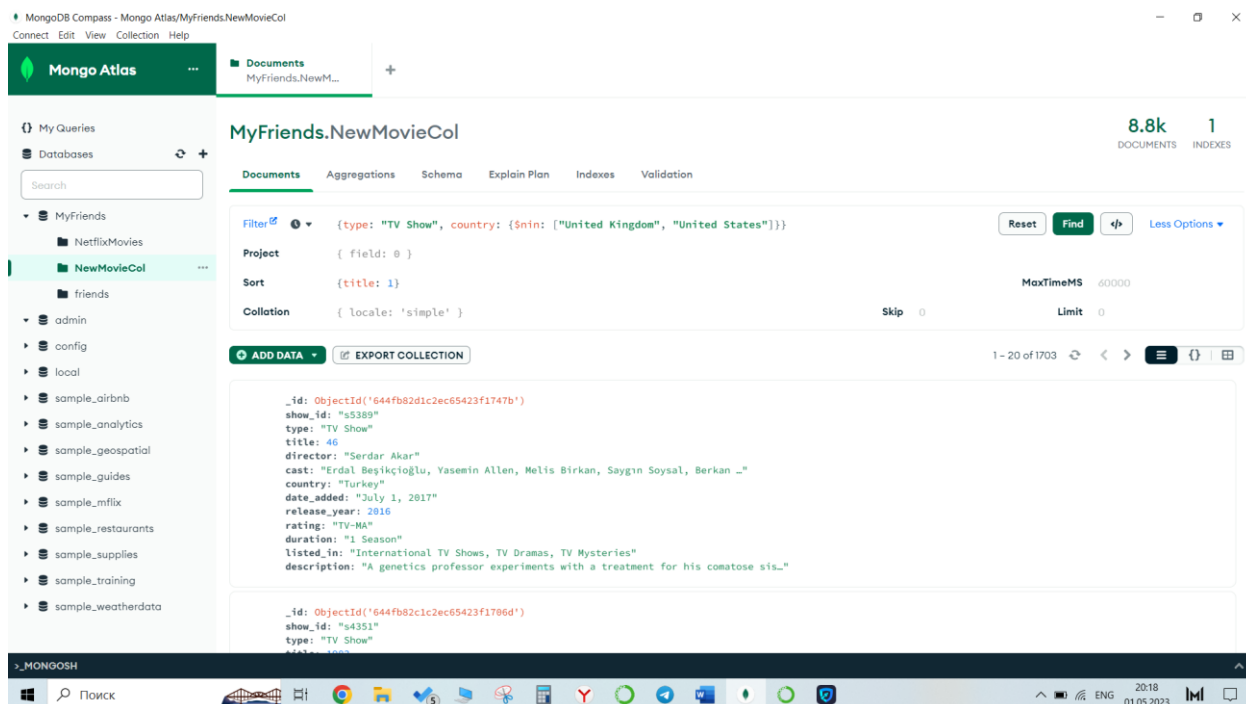 MongoDB Compass - Mongo Atlas/MyFriends.NewMovieCol
Connect Edit View Collection Help
Mongo Atlas
Documents
MyFriends.NewM...
My Queries
Databases
Search
MyFriends
NetflixMovies
NewMovieCol
friends
admin
config
local
sample_airbnb
sample_analytics
sample_geospatial
sample_guides
sample_mflix
sample_restaurants
sample_supplies
sample_training
sample_weatherdata
MyFriends.NewMovieCol
8.8k
DOCUMENTS
1
INDEXES
Documents Aggregations Schema Explain Plan Indexes Validation
Filter {type: "TV Show", country: {$nin: ["United Kingdom", "United States"]}} Reset Find </> Less Options
Project { field: 0 }
Sort {title: 1} MaxTimeMS 60000
Collation { locale: 'simple' } Skip 0 Limit 0
ADD DATA EXPORT COLLECTION 1 – 20 of 1703 {}
_id: ObjectId('644fb82d1c2ec65423f1747b')
show_id: "s5389"
type: "TV Show"
title: 46
director: "Serdar Akar"
cast: "Erdal Beşikçioğlu, Yasemin Allen, Melis Birkan, Saygın Soysal, Berkan …"
country: "Turkey"
date_added: "July 1, 2017"
release_year: 2016
rating: "TV-MA"
duration: "1 Season"
listed_in: "International TV Shows, TV Dramas, TV Mysteries"
description: "A genetics professor experiments with a treatment for his comatose sis…"
_id: ObjectId('644fb82c1c2ec65423f1706d')
show_id: "s4351"
type: "TV Show"
>_MONGOSH
Поиск
5
ENG
20:18
01.05.2023